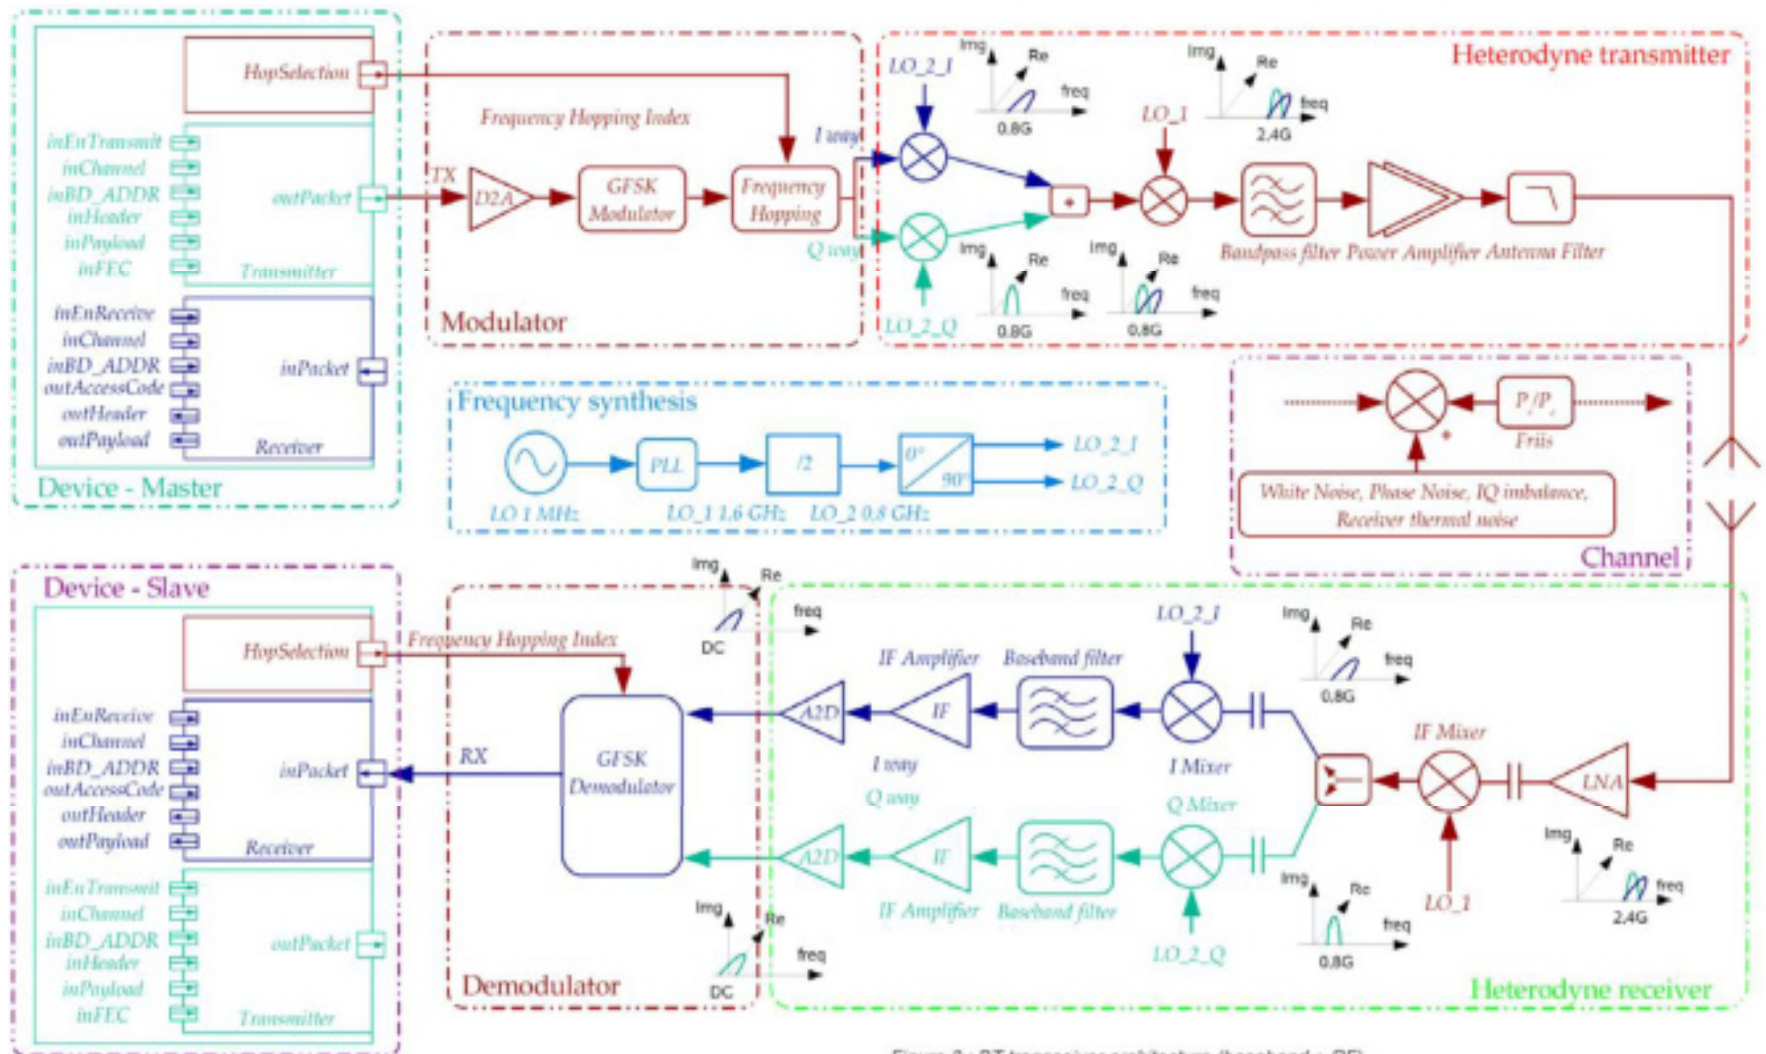 HopSelection
inEnTransmit
inChannel
inBD_ADDR
inHeader
inPayload
inFEC
outPacket
Transmitter
inEnReceive
inChannel
inBD_ADDR
outAccessCode
outHeader
outPayload
inPacket
Receiver
Device - Master
Frequency Hopping Index
TX
D2A
GFSK
Modulator
Frequency
Hopping
I way
Q way
Modulator
Heterodyne transmitter
LO_2_I
Img
Re
freq
0.8G
LO_1
Img
Re
freq
2.4G
+
Bandpass filter
Power Amplifier
Antenna Filter
LO_2_Q
Img
Re
freq
0.8G
Img
Re
freq
0.8G
Frequency synthesis
PLL
/2
0°
90°
LO_2_I
LO_2_Q
LO 1 MHz
LO_1 1,6 GHz
LO_2 0,8 GHz
Friis
+
White Noise, Phase Noise, IQ imbalance,
Receiver thermal noise
Channel
Device - Slave
HopSelection
Frequency Hopping Index
inEnReceive
inChannel
inBD_ADDR
outAccessCode
outHeader
outPayload
inPacket
Receiver
inEnTransmit
inChannel
inBD_ADDR
inHeader
inPayload
inFEC
outPacket
Transmitter
RX
GFSK
Demodulator
Demodulator
Img
Re
freq
DC
Img
Re
freq
DC
A2D
IF Amplifier
IF
Baseband filter
LO_2_I
I Mixer
I way
Q way
Q Mixer
A2D
IF
IF Amplifier
Baseband filter
LO_2_Q
Img
Re
freq
0.8G
IF Mixer
LNA
LO_1
Img
Re
freq
0.8G
Img
Re
freq
2.4G
Heterodyne receiver